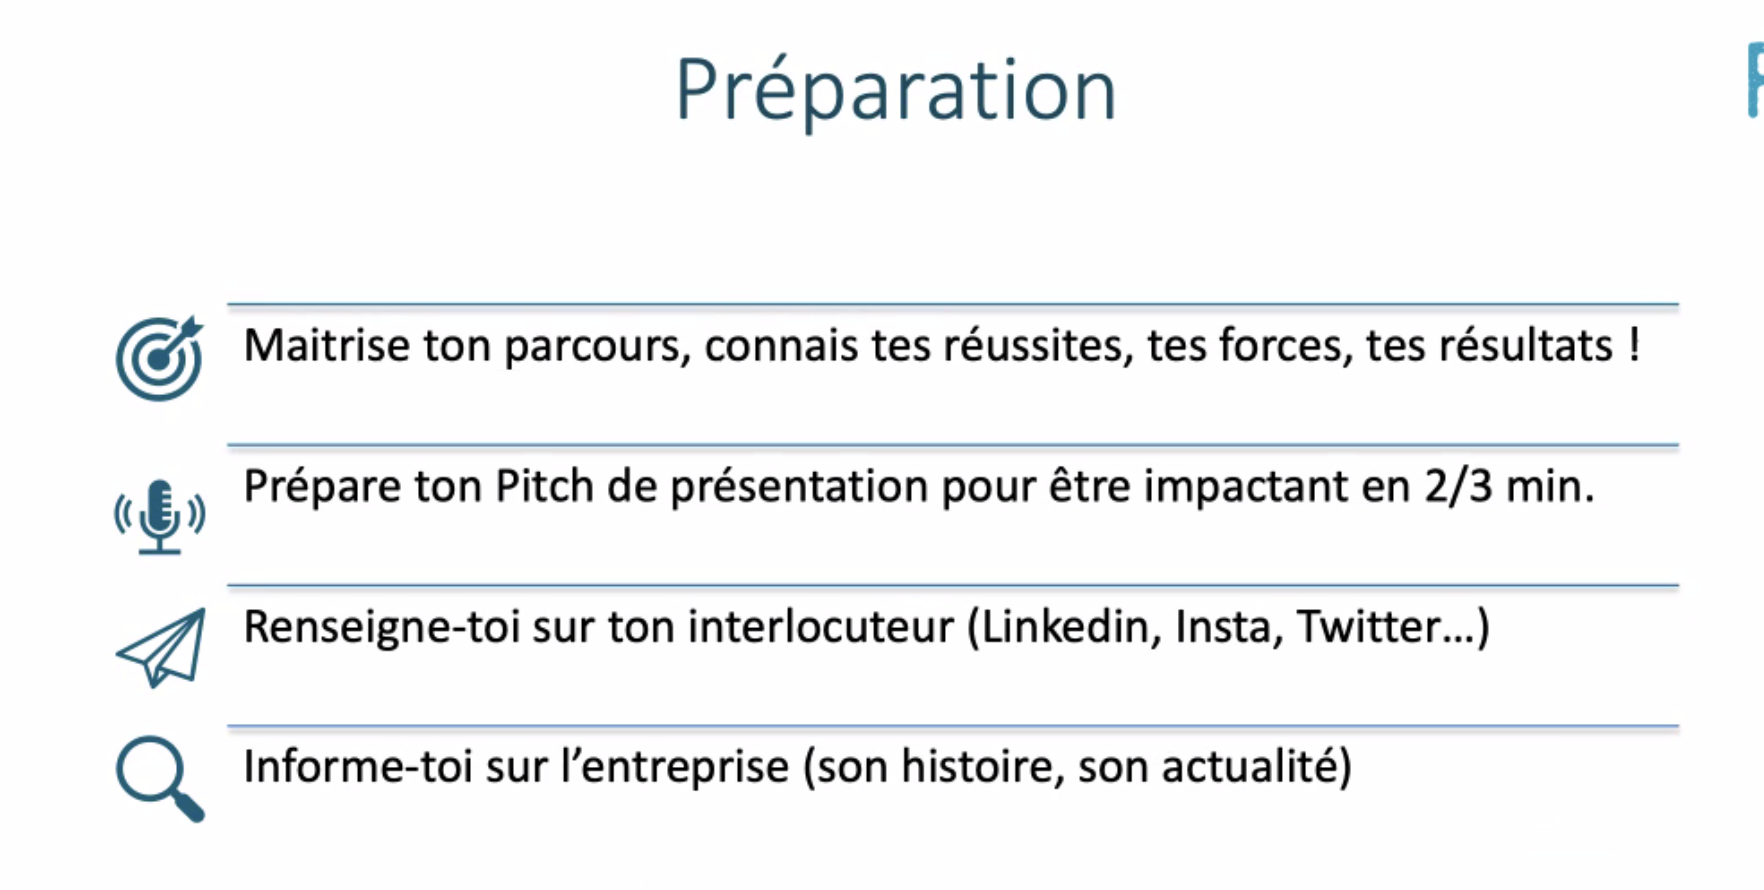 Préparation
Maitrise ton parcours, connais tes réussites, tes forces, tes résultats !
Prépare ton Pitch de présentation pour être impactant en 2/3 min.
Renseigne-toi sur ton interlocuteur (Linkedin, Insta, Twitter...)
Informe-toi sur l’entreprise (son histoire, son actualité)